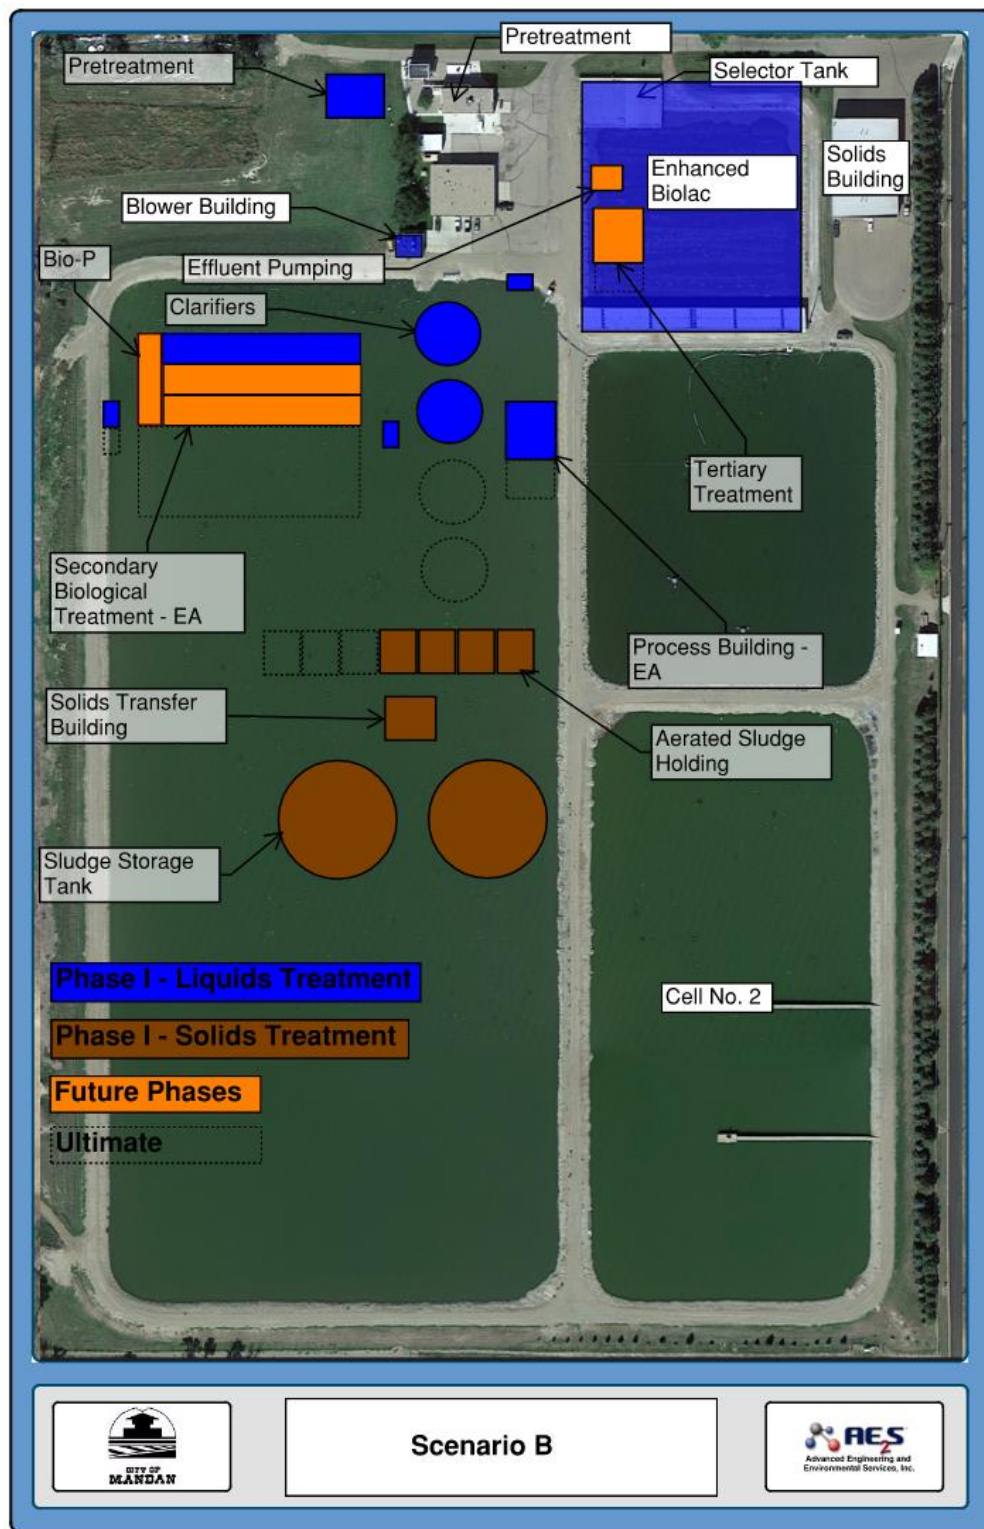 Pretreatment
Pretreatment
Selector Tank
Enhanced
Biolac
Solids
Building
Blower Building
Bio-P
Effluent Pumping
Clarifiers
Tertiary
Treatment
Secondary
Biological
Treatment - EA
Process Building -
EA
Solids Transfer
Building
Aerated Sludge
Holding
Sludge Storage
Tank
Phase I - Liquids Treatment
Cell No. 2
Phase I - Solids Treatment
Future Phases
Ultimate
CITY OF
MANDAN
Scenario B
AE2S
Advanced Engineering and
Environmental Services, Inc.